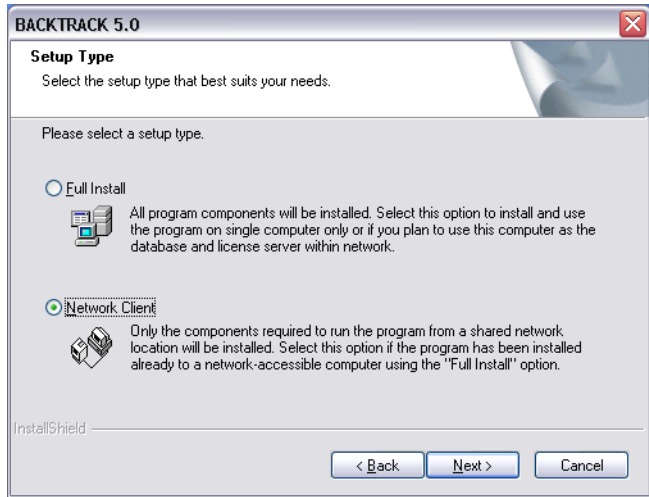 BACKTRACK 5.0
Setup Type
Select the setup type that best suits your needs.
Please select a setup type.
Full Install
All program components will be installed. Select this option to install and use
the program on single computer only or if you plan to use this computer as the
database and license server within network.
Network Client
Only the components required to run the program from a shared network
location will be installed. Select this option if the program has been installed
already to a network-accessible computer using the "Full Install" option.
InstallShield
< Back Next > Cancel